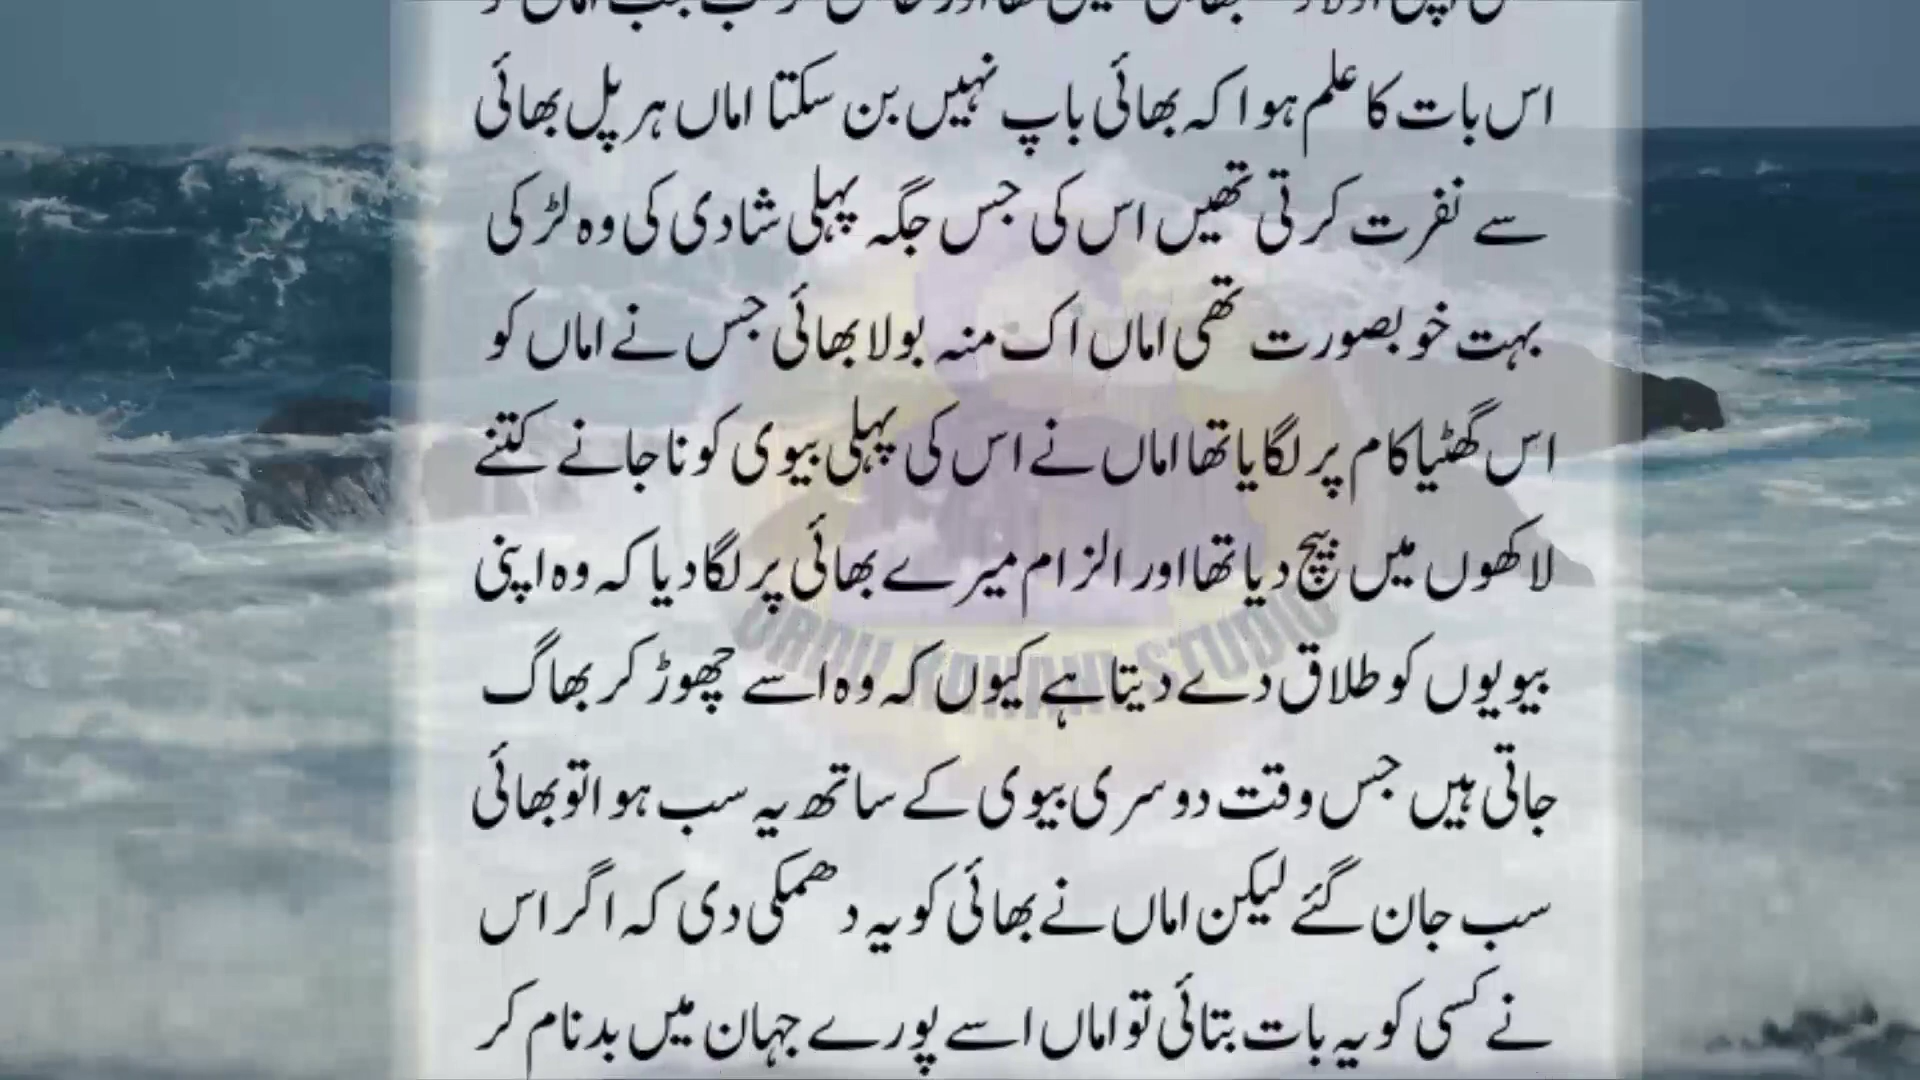 اس بات کا علم ہوا کہ بھائی باپ نہیں بن سکتا اماں ہر پل بھائی
سے نفرت کرتی تھیں اس کی جس جگہ پہلی شادی کی وہ لڑکی
بہت خوبصورت تھی اماں اک منہ بولا بھائی جس نے اماں کو
اس گھٹیا کام پر لگایا تھا اماں نے اس کی پہلی بیوی کو نا جانے کتنے
لاکھوں میں بیچ دیا تھا اور الزام میرے بھائی پر لگا دیا کہ وہ اپنی
بیویوں کو طلاق دے دیتا ہے کیوں کہ وہ اسے چھوڑ کر بھاگ
جاتی ہیں جس وقت دوسری بیوی کے ساتھ یہ سب ہوا تو بھائی
سب جان گئے لیکن اماں نے بھائی کو یہ دھمکی دی کہ اگر اس
نے کسی کو یہ بات بتائی تو اماں اسے پورے جہان میں بدنام کر
URDU KAHANI STUDIO